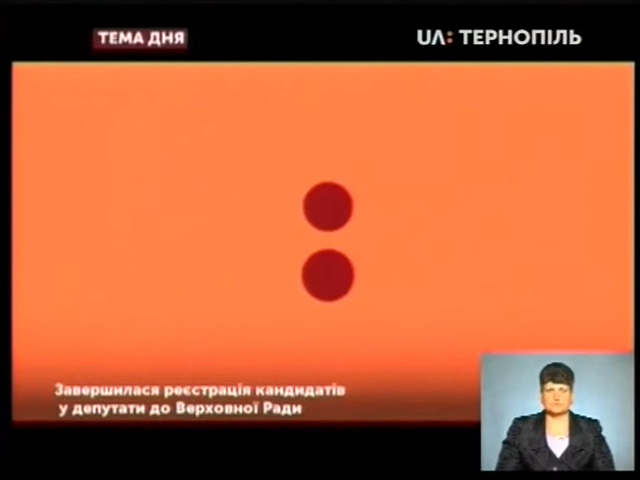 ТЕМА ДНЯ
UA: ТЕРНОПІЛЬ
Завершилася реєстрація кандидатів
у депутати до Верховної Ради